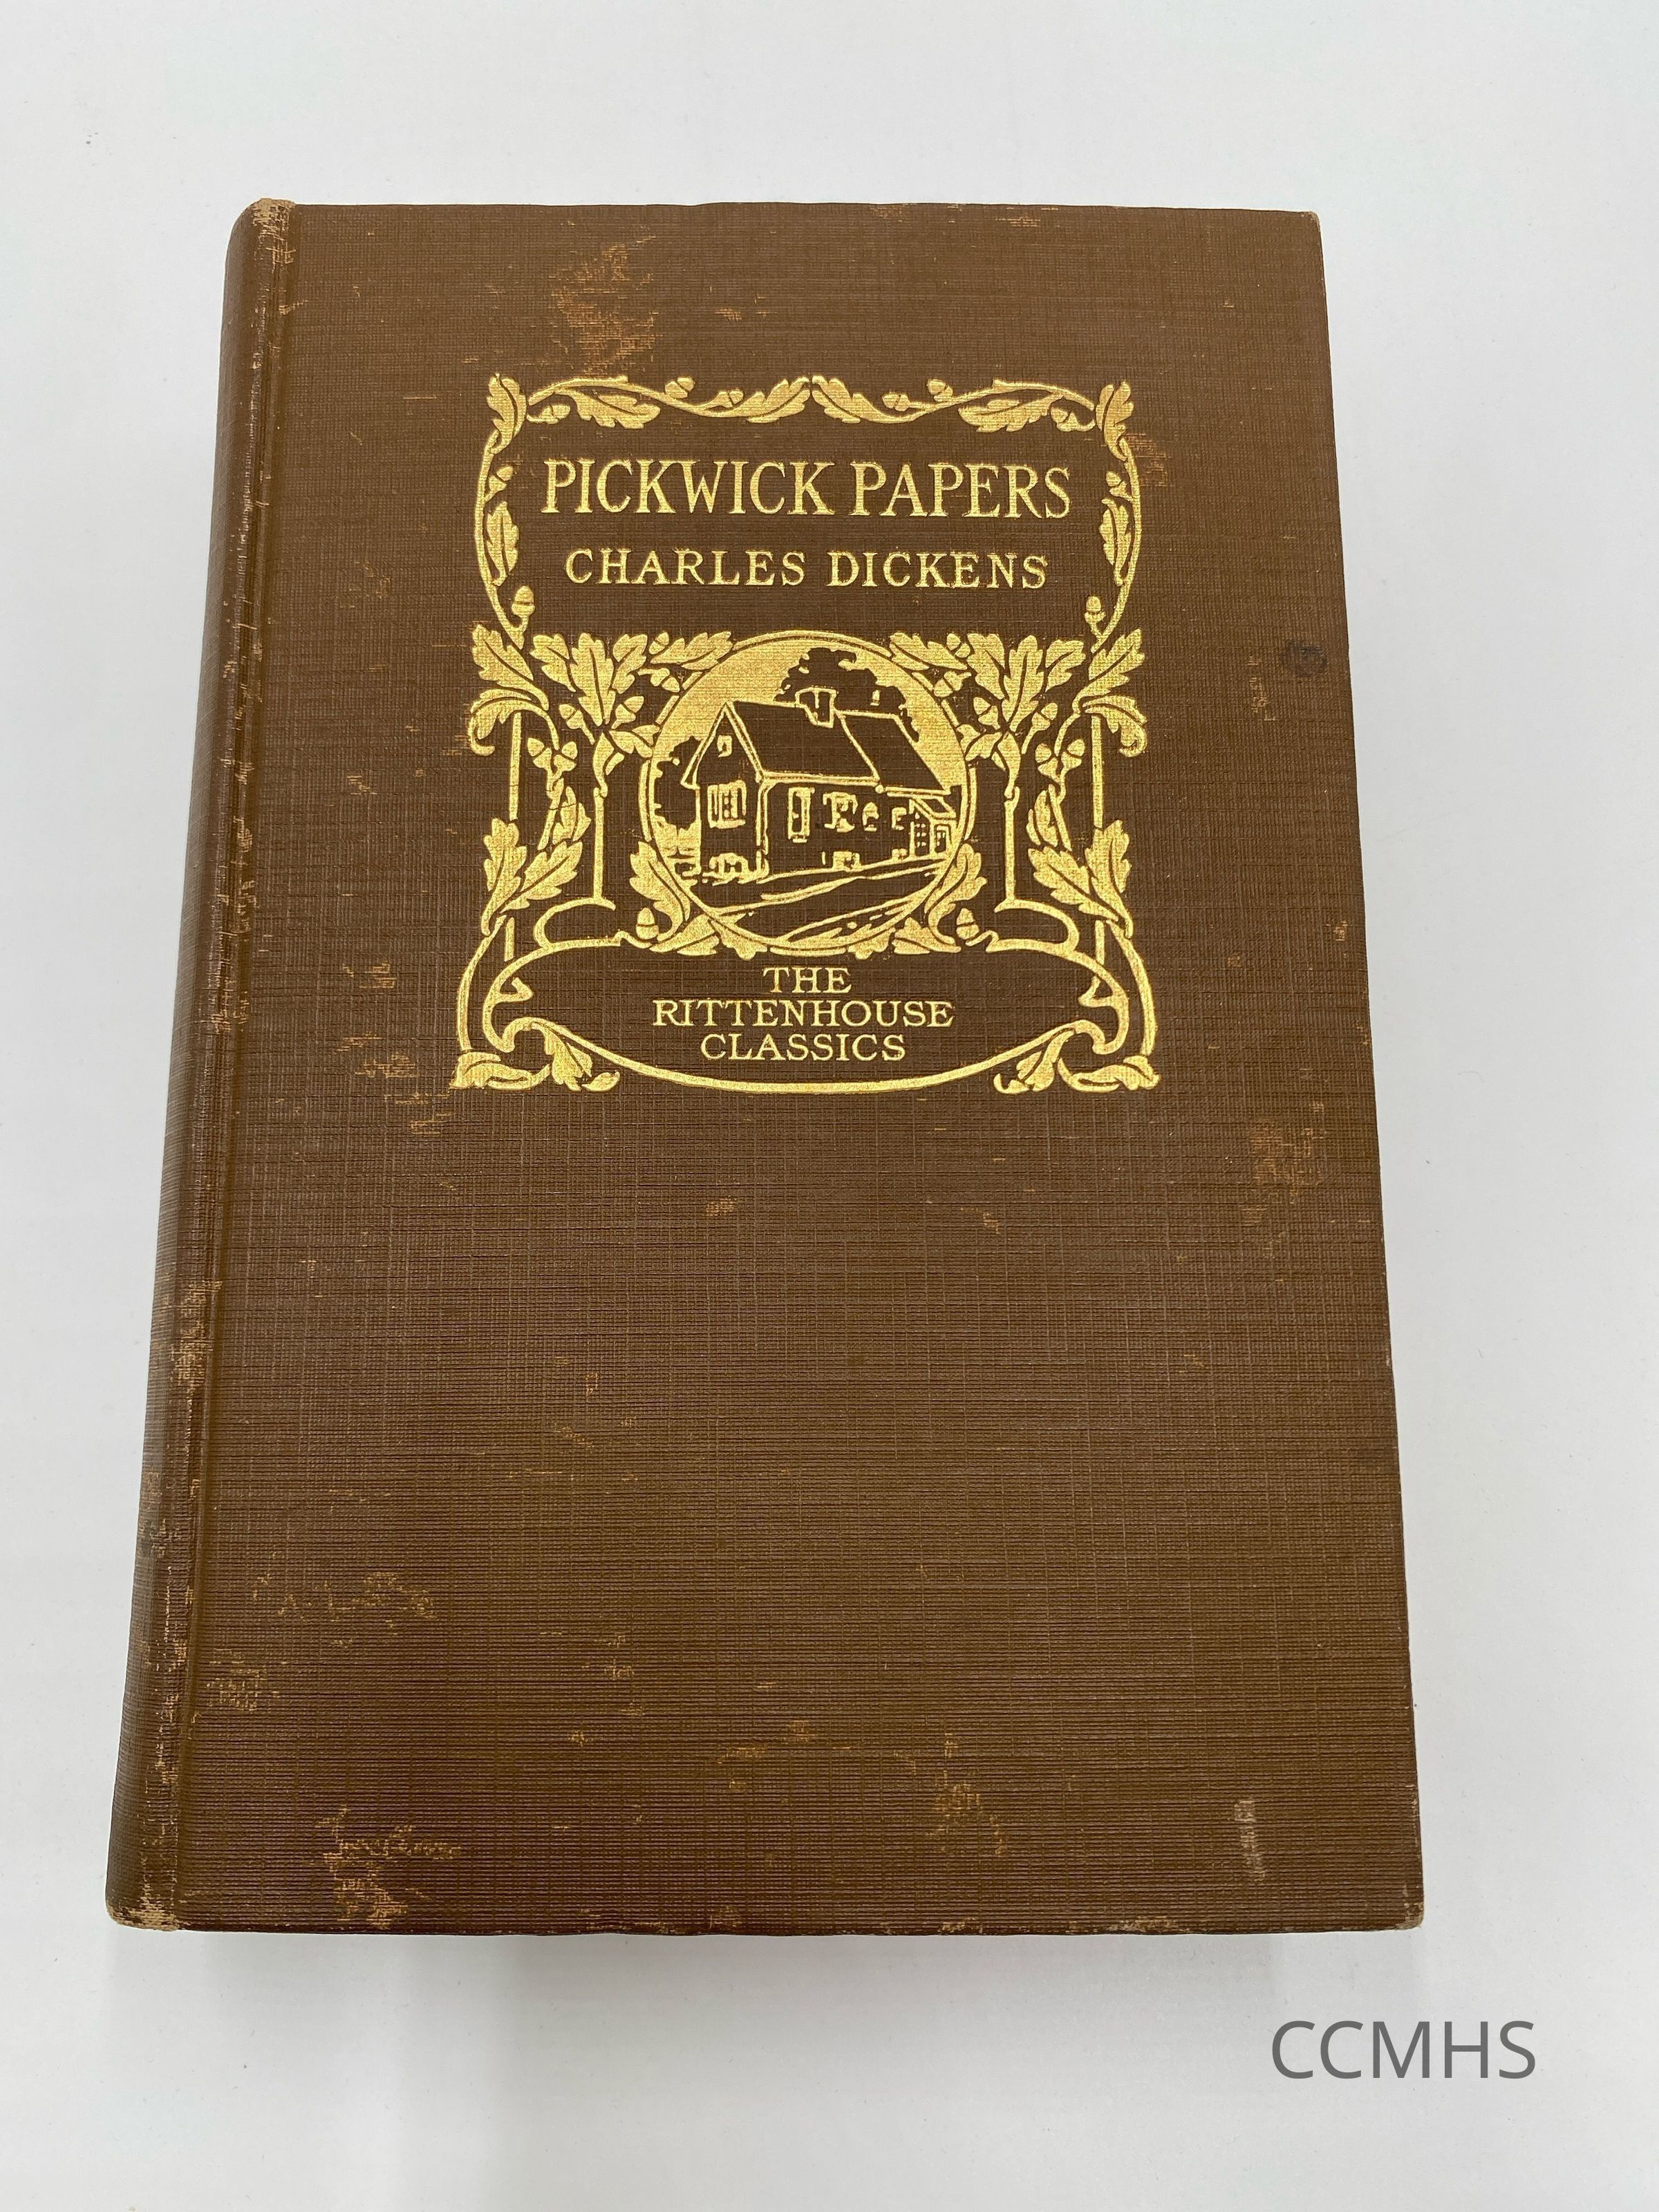 PICKWICK PAPERS
CHARLES DICKENS
THE
RITTENHOUSE
CLASSICS
CCMHS